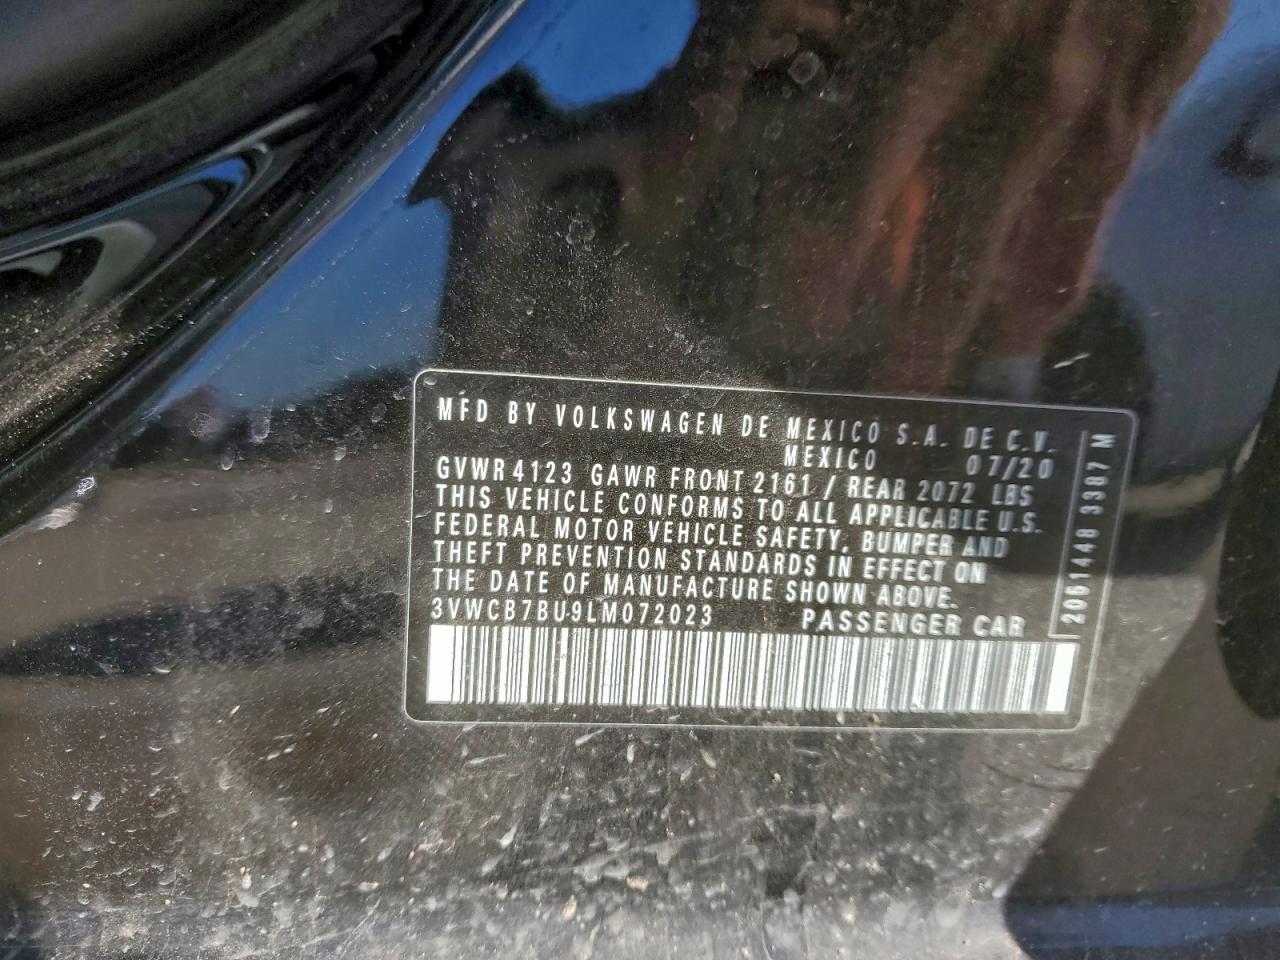 MFD BY VOLKSWAGEN DE MEXICO S.A. DE C.V.
MEXICO 07/20
GVWR 4123 GAWR FRONT 2161 / REAR 2072 LBS
THIS VEHICLE CONFORMS TO ALL APPLICABLE U.S.
FEDERAL MOTOR VEHICLE SAFETY, BUMPER AND
THEFT PREVENTION STANDARDS IN EFFECT ON
THE DATE OF MANUFACTURE SHOWN ABOVE.
3VWCB7BU9LM072023 PASSENGER CAR
2061448 3387 M